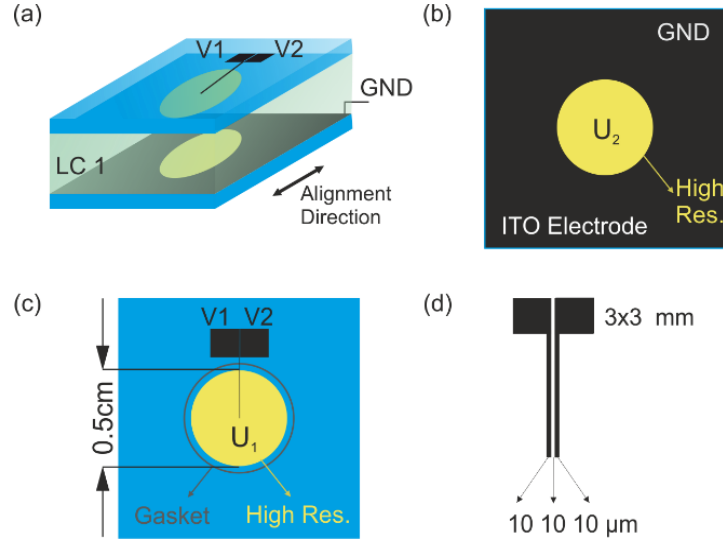 (a)
V1 V2
GND
LC 1
Alignment
Direction
(b)
GND
U2
High
Res.
ITO Electrode
(c)
V1 V2
0.5cm
U1
Gasket
High Res.
(d)
3x3 mm
10 10 10 µm